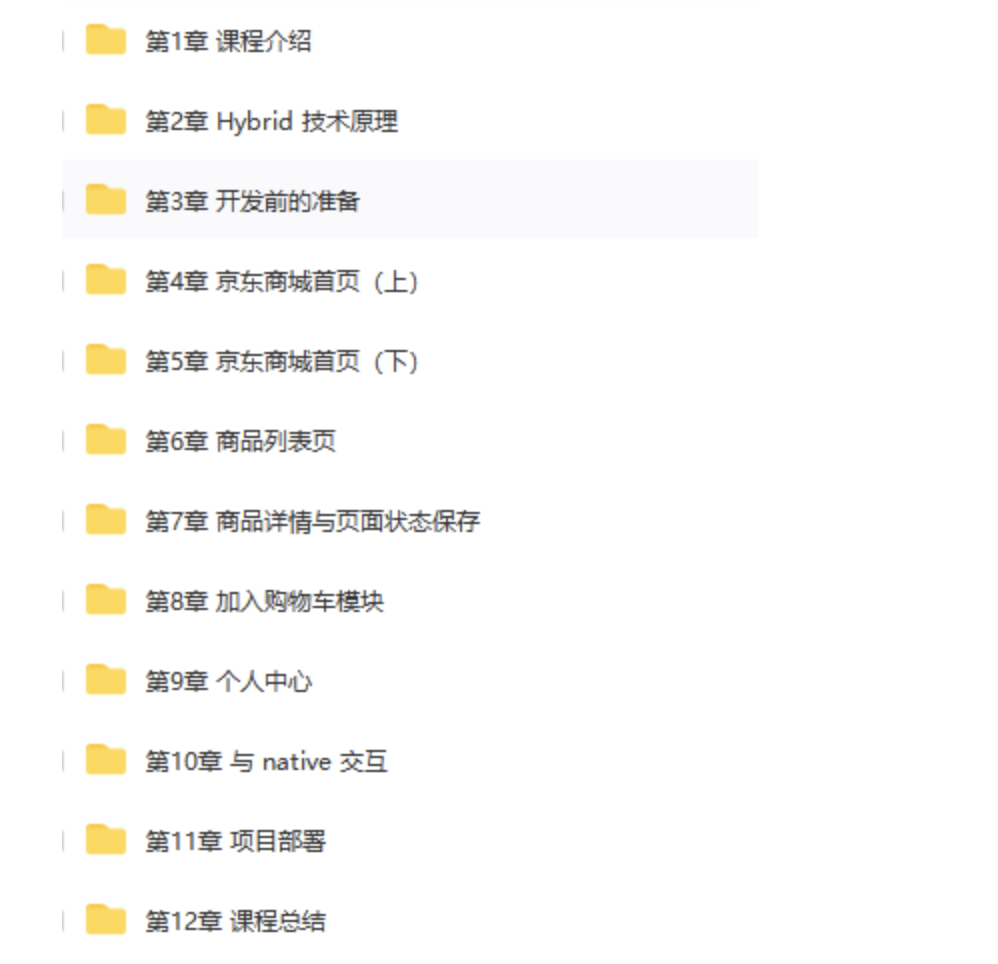 第1章 课程介绍
第2章 Hybrid 技术原理
第3章 开发前的准备
第4章 京东商城首页（上）
第5章 京东商城首页（下）
第6章 商品列表页
第7章 商品详情与页面状态保存
第8章 加入购物车模块
第9章 个人中心
第10章 与 native 交互
第11章 项目部署
第12章 课程总结